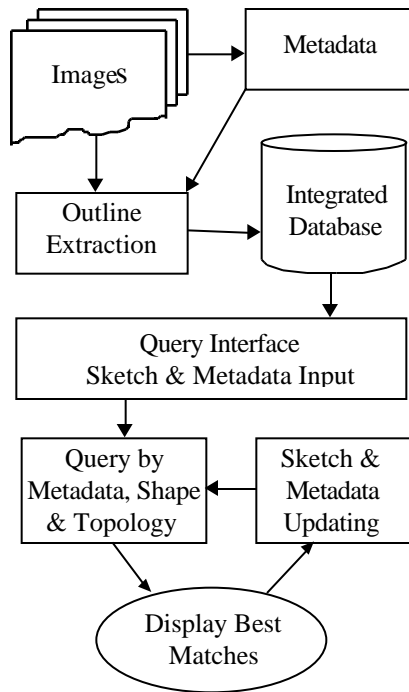 Images
Metadata
Outline
Extraction
Integrated
Database
Query Interface
Sketch & Metadata Input
Query by
Metadata, Shape
& Topology
Sketch &
Metadata
Updating
Display Best
Matches